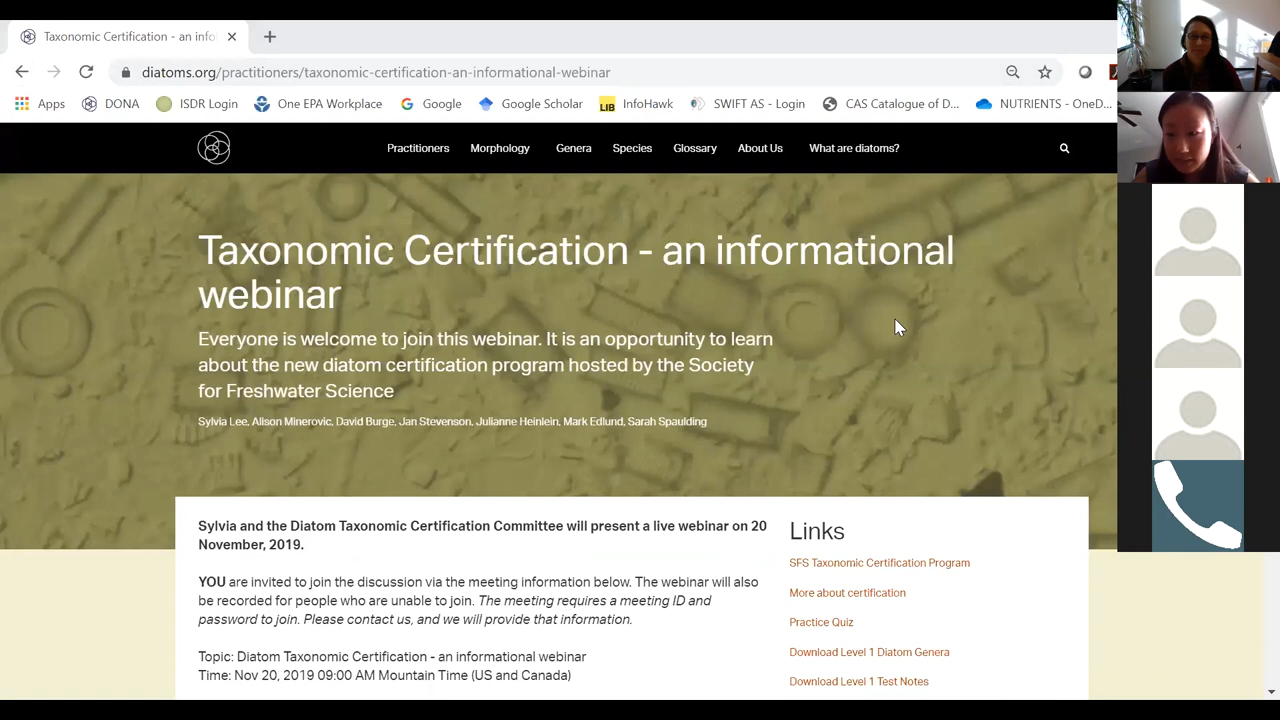 Taxonomic Certification - an info
diatoms.org/practitioners/taxonomic-certification-an-informational-webinar
Apps DONA ISDR Login One EPA Workplace Google Google Scholar LIB InfoHawk SWIFT AS - Login CAS Catalogue of D... NUTRIENTS - OneD...
Practitioners Morphology Genera Species Glossary About Us What are diatoms?
Taxonomic Certification - an informational
webinar
Everyone is welcome to join this webinar. It is an opportunity to learn
about the new diatom certification program hosted by the Society
for Freshwater Science
Sylvia Lee, Alison Minerovic, David Burge, Jan Stevenson, Julianne Heinlein, Mark Edlund, Sarah Spaulding
Sylvia and the Diatom Taxonomic Certification Committee will present a live webinar on 20
November, 2019.
YOU are invited to join the discussion via the meeting information below. The webinar will also
be recorded for people who are unable to join. The meeting requires a meeting ID and
password to join. Please contact us, and we will provide that information.
Topic: Diatom Taxonomic Certification - an informational webinar
Time: Nov 20, 2019 09:00 AM Mountain Time (US and Canada)
Links
SFS Taxonomic Certification Program
More about certification
Practice Quiz
Download Level 1 Diatom Genera
Download Level 1 Test Notes